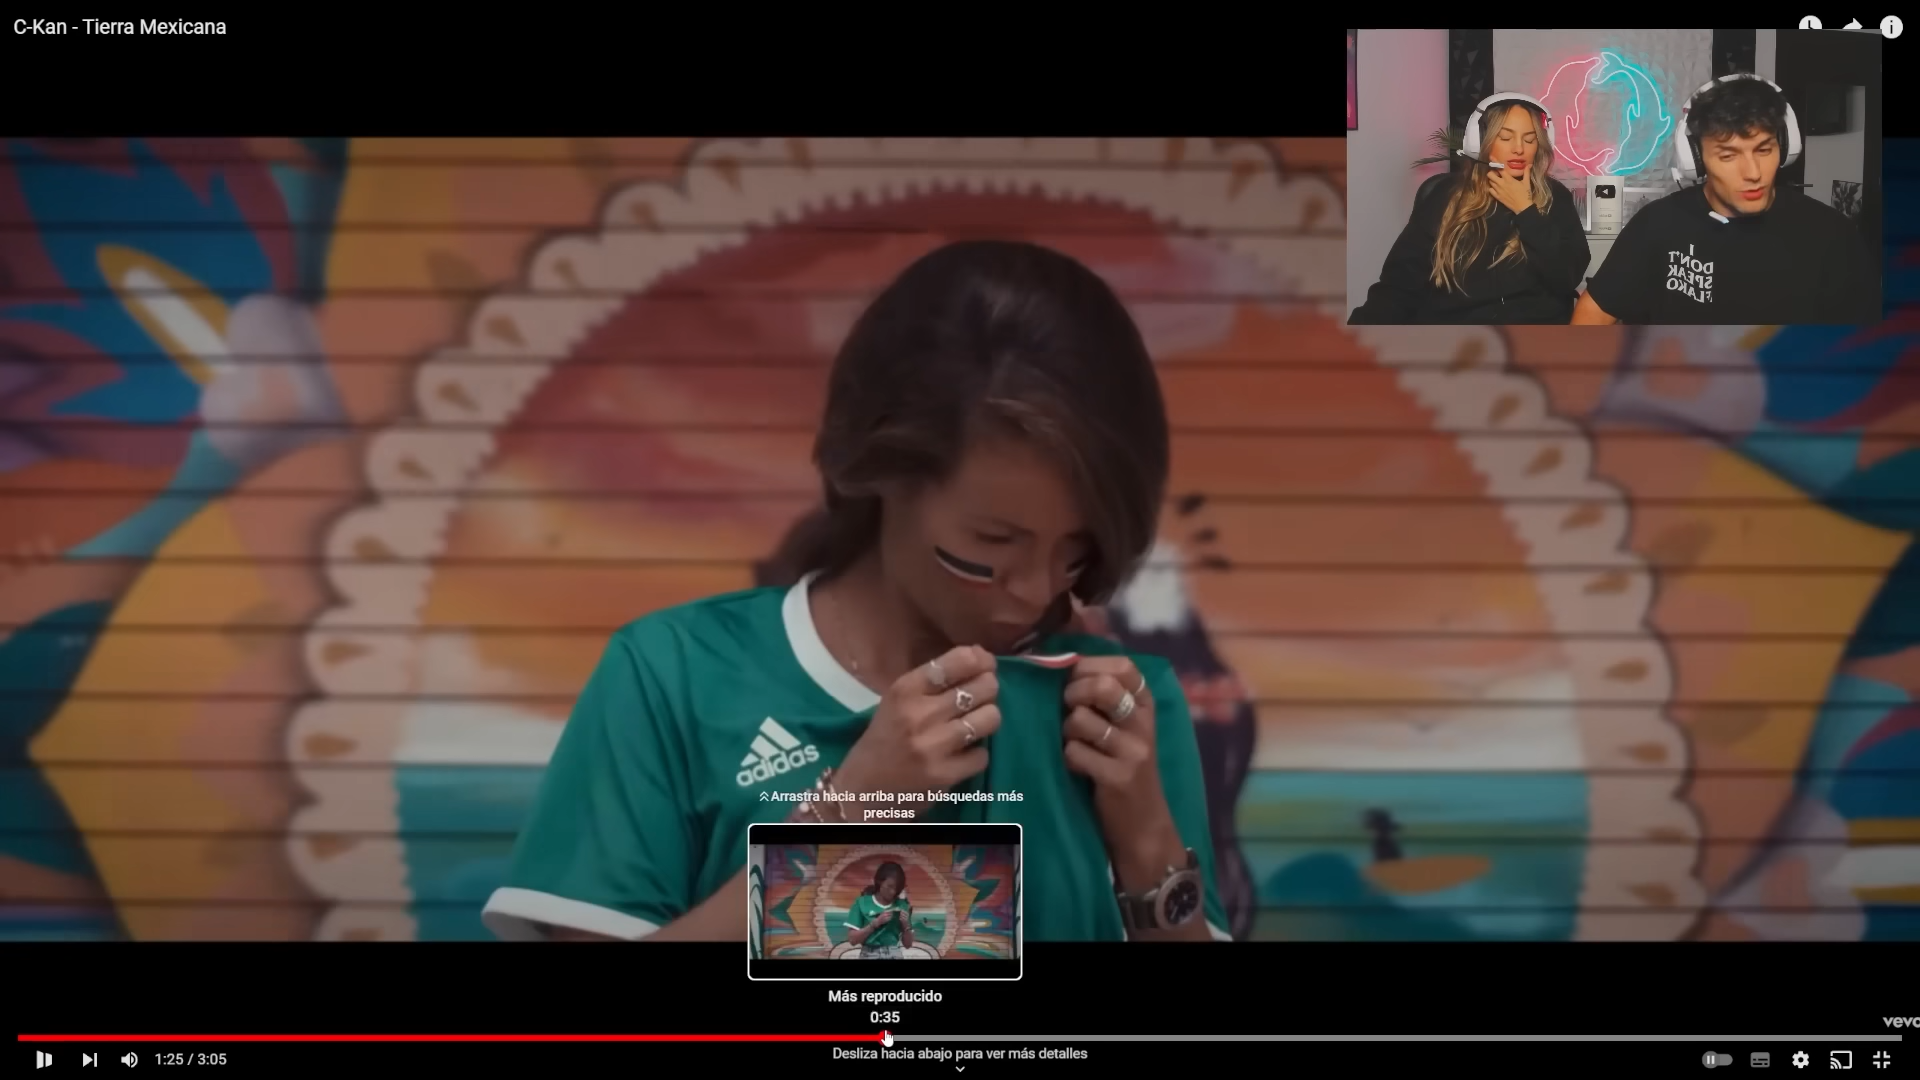 C-Kan - Tierra Mexicana
I
DON'T
SPEAK
FLAKO
adidas
Arrastra hacia arriba para búsquedas más
precisas
Más reproducido
0:35
vevo
1:25 / 3:05
Desliza hacia abajo para ver más detalles